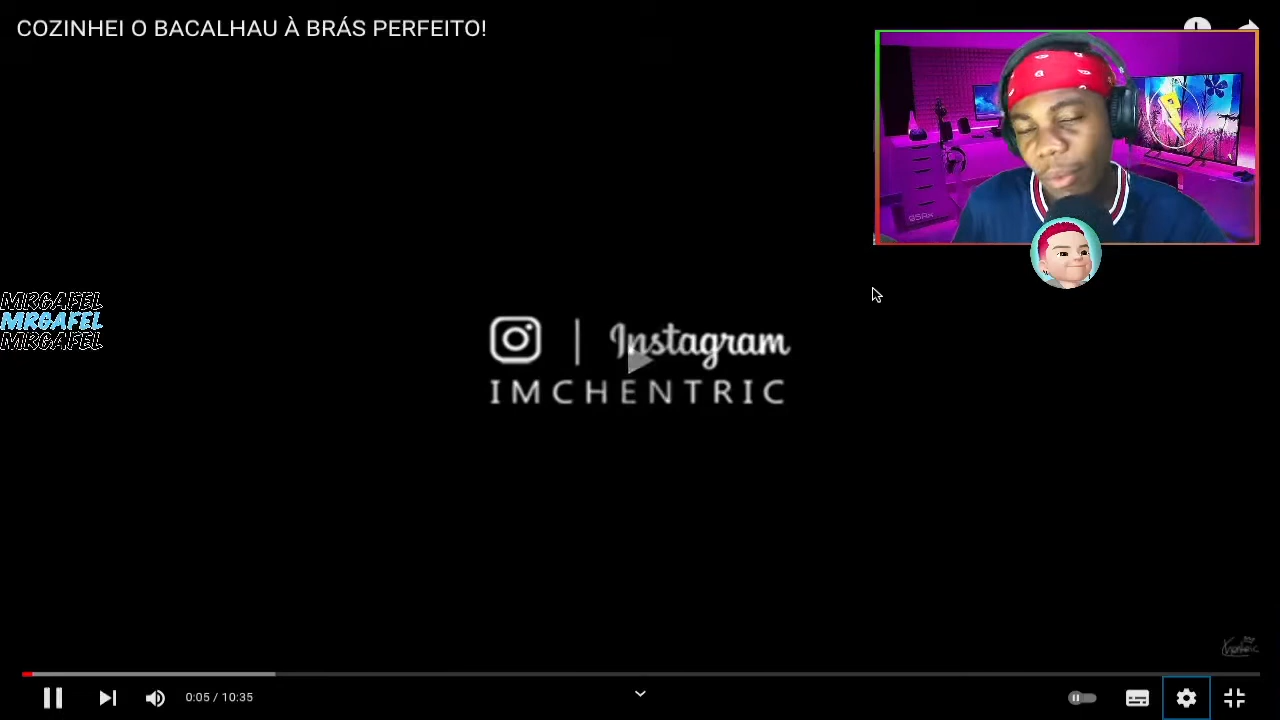 COZINHEI O BACALHAU À BRÁS PERFEITO!
MRGAFEL
MRGAFEL
MRGAFEL
Instagram
IMCHENTRIC
0:05 / 10:35